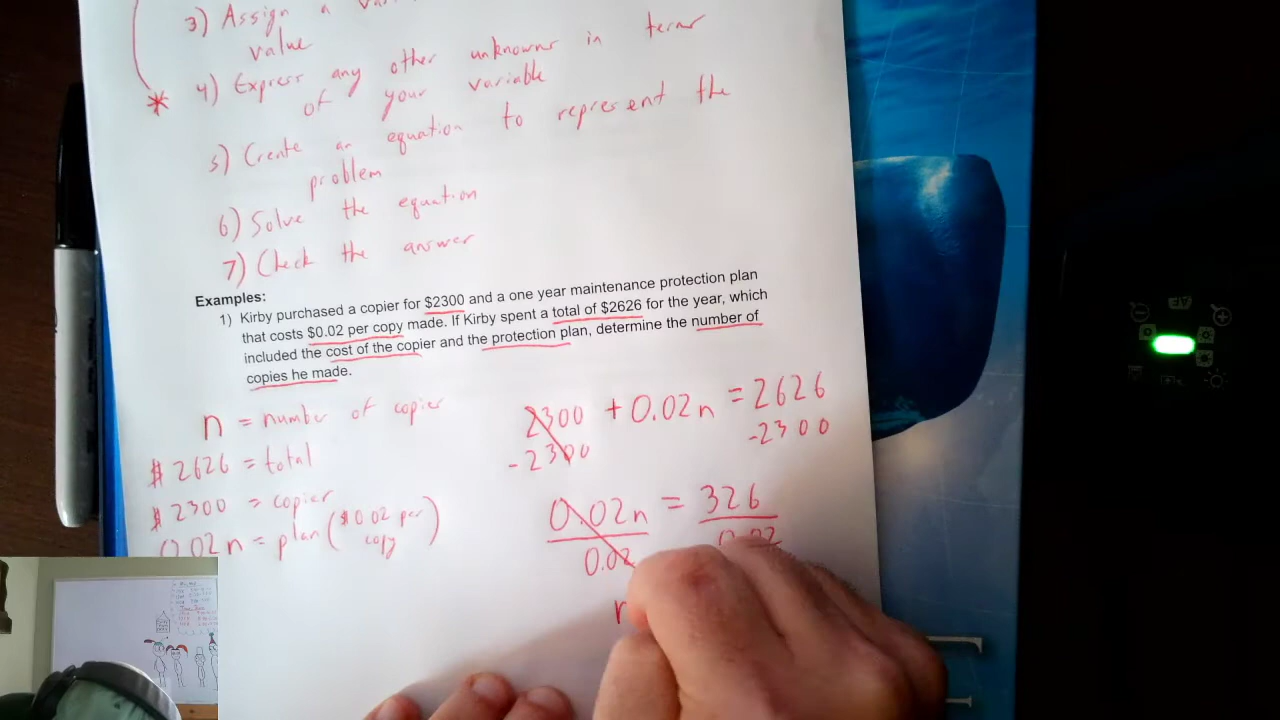 3) Assign a
value
* 4) Express any other unknowns in terms
of your variable
5) Create an equation to represent the
problem
6) Solve the equation
7) Check the answer
Examples:
1) Kirby purchased a copier for $2300 and a one year maintenance protection plan
that costs $0.02 per copy made. If Kirby spent a total of $2626 for the year, which
included the cost of the copier and the protection plan, determine the number of
copies he made.
n = number of copies
$2626 = total
$2300 = copier
0.02n = plan ($0.02 per
copy)
2300 + 0.02n = 2626
-2300 -2300
0.02n = 326
0.02 0.02
AF